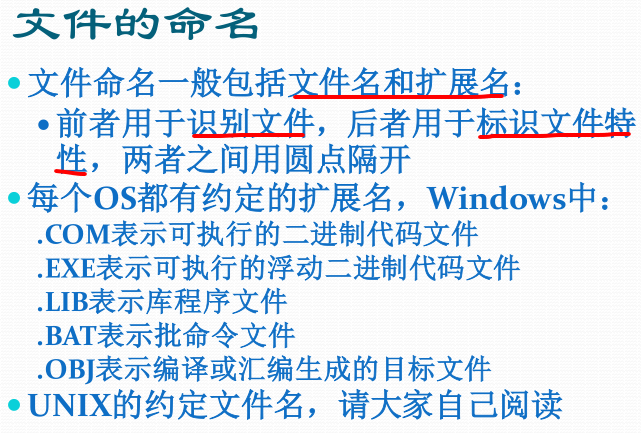 文件的命名
文件命名一般包括文件名和扩展名：
前者用于识别文件，后者用于标识文件特
性，两者之间用圆点隔开
每个OS都有约定的扩展名，Windows中：
.COM表示可执行的二进制代码文件
.EXE表示可执行的浮动二进制代码文件
.LIB表示库程序文件
.BAT表示批命令文件
.OBJ表示编译或汇编生成的目标文件
UNIX的约定文件名，请大家自己阅读